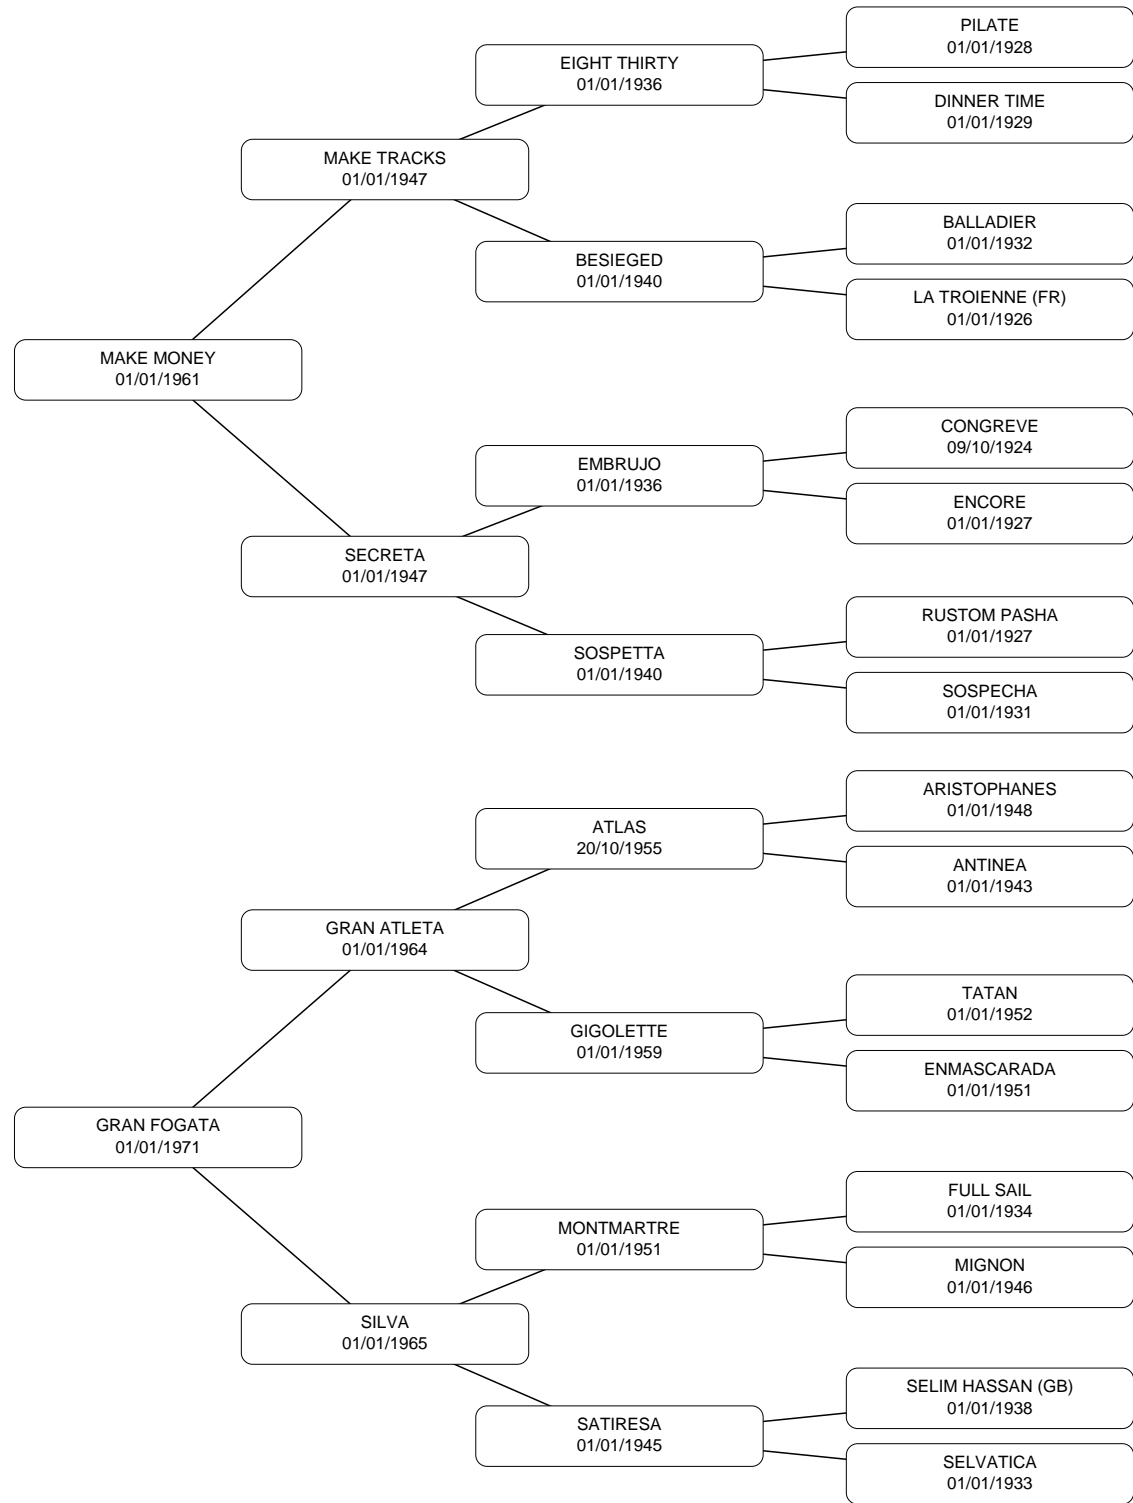 PILATE
01/01/1928
EIGHT THIRTY
01/01/1936
DINNER TIME
01/01/1929
MAKE TRACKS
01/01/1947
BALLADIER
01/01/1932
BESIEGED
01/01/1940
LA TROIENNE (FR)
01/01/1926
MAKE MONEY
01/01/1961
CONGREVE
09/10/1924
EMBRUJO
01/01/1936
ENCORE
01/01/1927
SECRETA
01/01/1947
RUSTOM PASHA
01/01/1927
SOSPETTA
01/01/1940
SOSPECHA
01/01/1931
ARISTOPHANES
01/01/1948
ATLAS
20/10/1955
ANTINEA
01/01/1943
GRAN ATLETA
01/01/1964
TATAN
01/01/1952
GIGOLETTE
01/01/1959
ENMASCARADA
01/01/1951
GRAN FOGATA
01/01/1971
FULL SAIL
01/01/1934
MONTMARTRE
01/01/1951
MIGNON
01/01/1946
SILVA
01/01/1965
SELIM HASSAN (GB)
01/01/1938
SATIRESA
01/01/1945
SELVATICA
01/01/1933